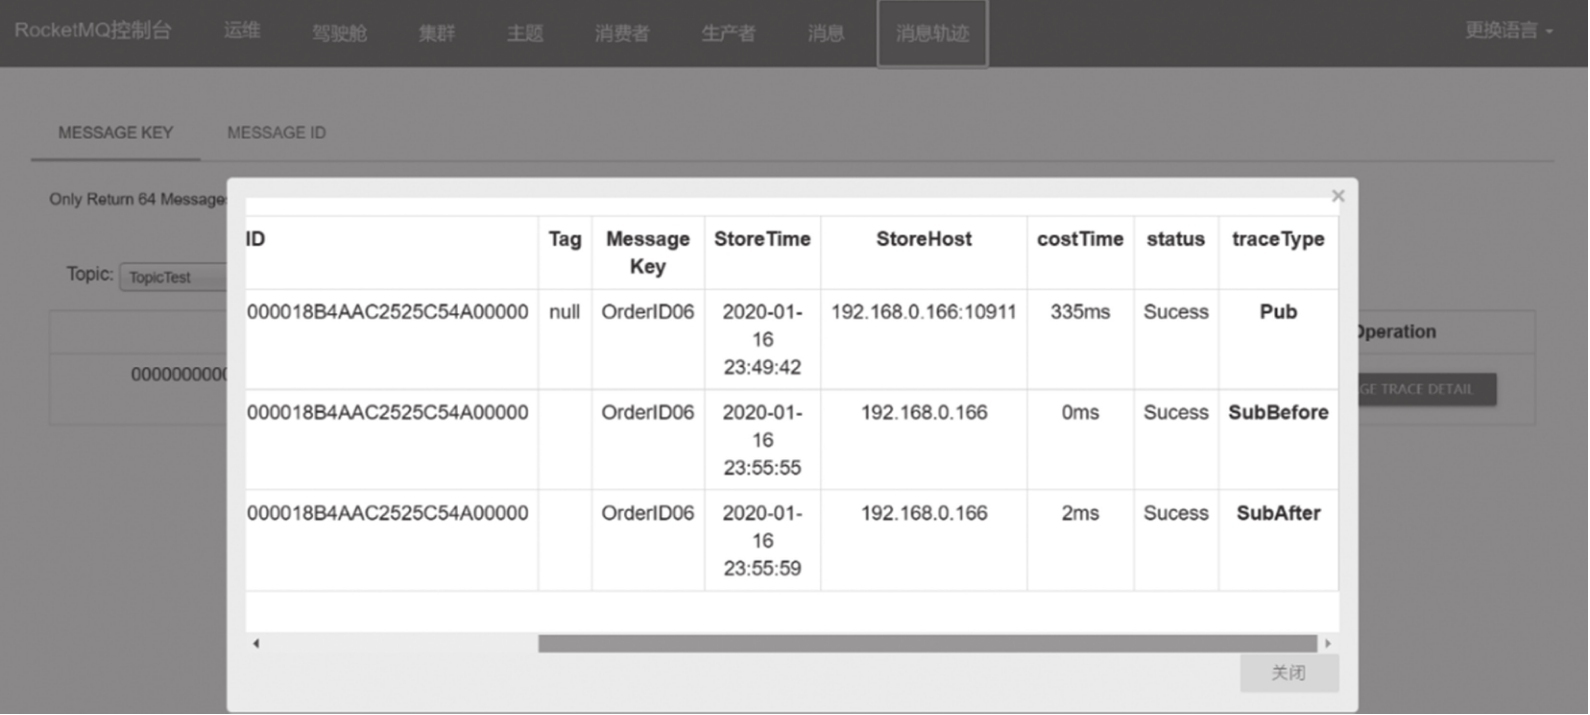 RocketMQ控制台 运维 驾驶舱 集群 主题 消费者 生产者 消息 消息轨迹 更换语言
MESSAGE KEY MESSAGE ID
Only Return 64 Message
Topic: TopicTest
Operation
0000000000 GE TRACE DETAIL
×
ID Tag Message StoreTime StoreHost costTime status traceType
Key
000018B4AAC2525C54A00000 null OrderID06 2020-01- 192.168.0.166:10911 335ms Sucess Pub
16
23:49:42
000018B4AAC2525C54A00000 OrderID06 2020-01- 192.168.0.166 0ms Sucess SubBefore
16
23:55:55
000018B4AAC2525C54A00000 OrderID06 2020-01- 192.168.0.166 2ms Sucess SubAfter
16
23:55:59
关闭